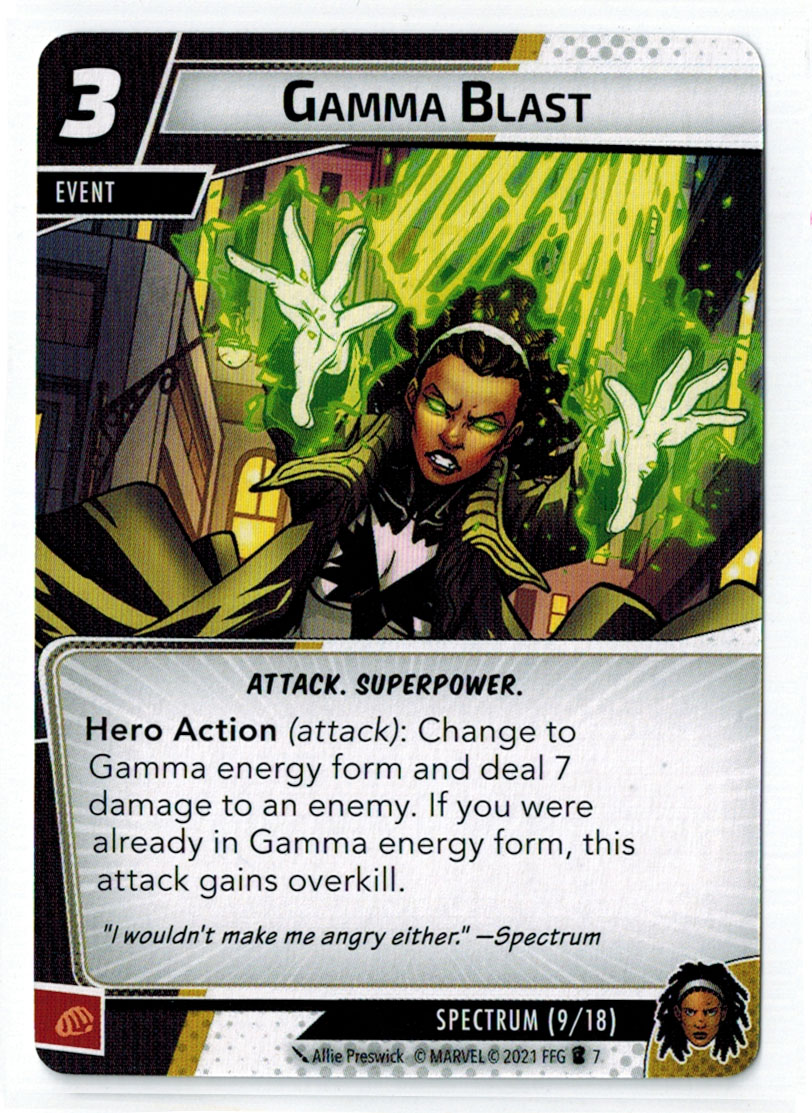 3
GAMMA BLAST
EVENT
ATTACK. SUPERPOWER.
Hero Action (attack): Change to
Gamma energy form and deal 7
damage to an enemy. If you were
already in Gamma energy form, this
attack gains overkill.
"I wouldn't make me angry either." —Spectrum
SPECTRUM (9/18)
Allie Preswick © MARVEL © 2021 FFG 7